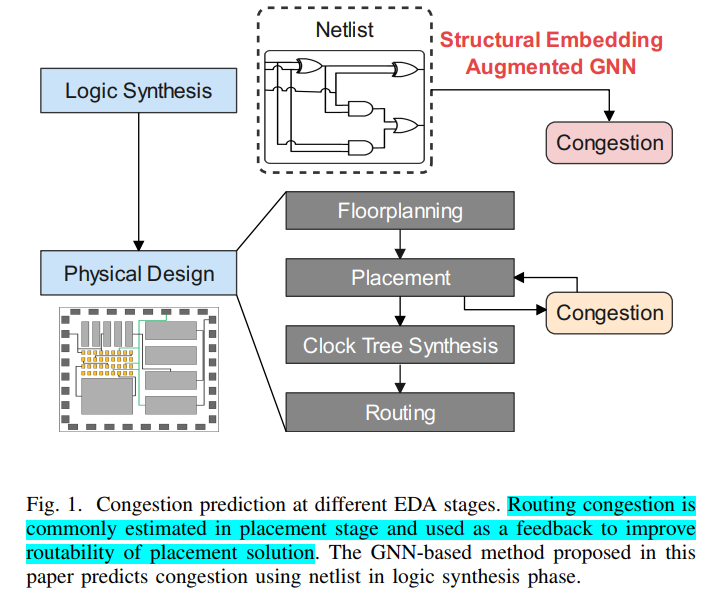 Netlist
Structural Embedding
Augmented GNN
Logic Synthesis
Congestion
Floorplanning
Physical Design
Placement
Congestion
Clock Tree Synthesis
Routing
Fig. 1. Congestion prediction at different EDA stages. Routing congestion is
commonly estimated in placement stage and used as a feedback to improve
routability of placement solution. The GNN-based method proposed in this
paper predicts congestion using netlist in logic synthesis phase.